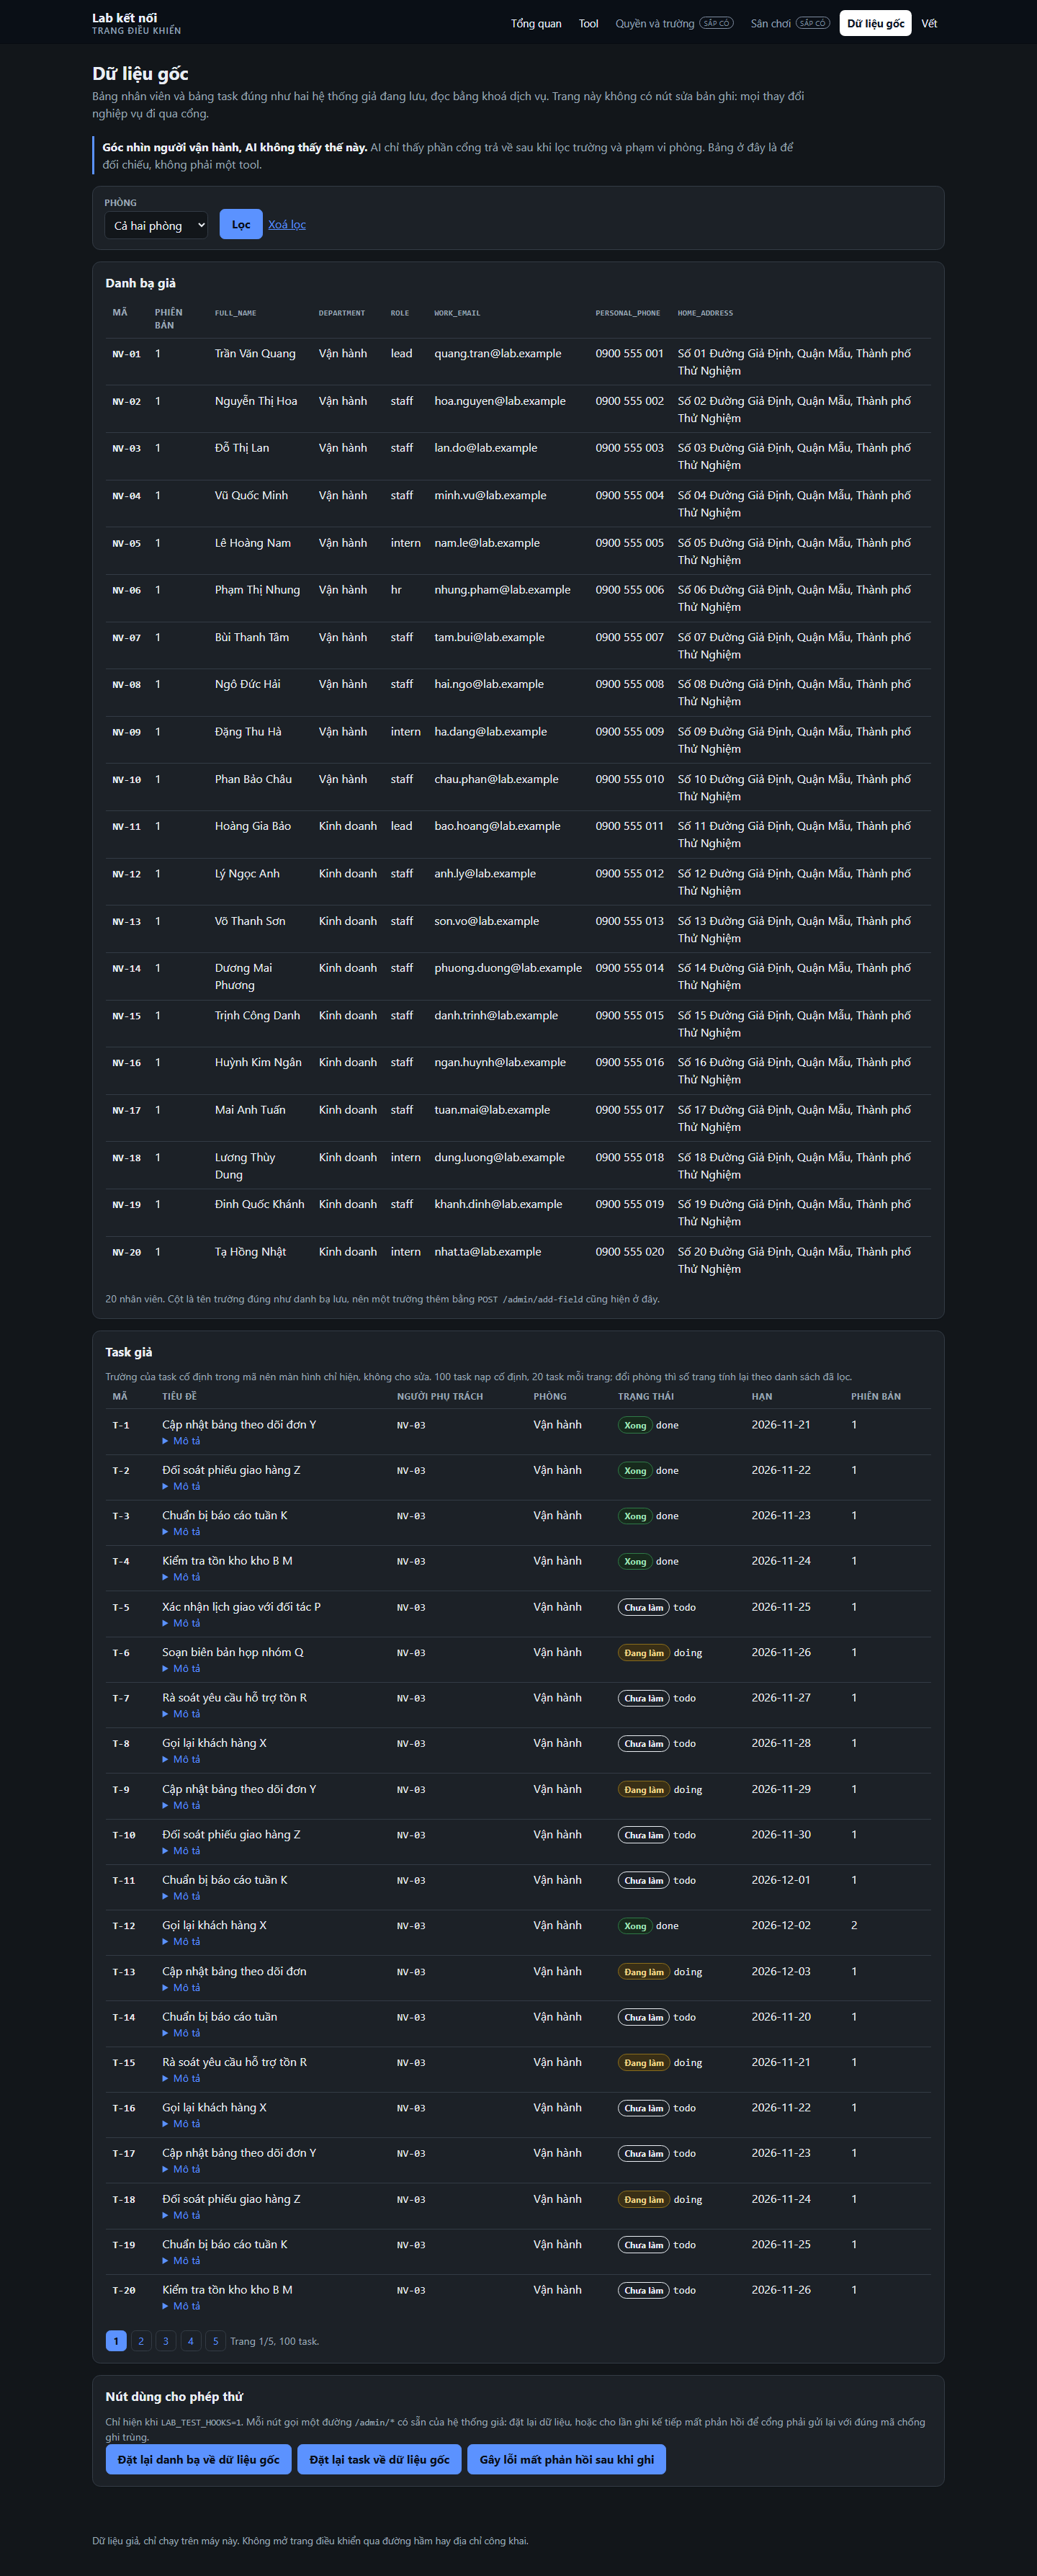 Lab kết nối
TRANG ĐIỀU KHIỂN
Tổng quan Tool Quyền và trường SẮP CÓ Sân chơi SẮP CÓ Dữ liệu gốc Vết
Dữ liệu gốc
Bảng nhân viên và bảng task đúng như hai hệ thống giả đang lưu, đọc bằng khoá dịch vụ. Trang này không có nút sửa bản ghi: mọi thay đổi
nghiệp vụ đi qua cổng.
Góc nhìn người vận hành, AI không thấy thế này. AI chỉ thấy phần cổng trả về sau khi lọc trường và phạm vi phòng. Bảng ở đây là để
đối chiếu, không phải một tool.
PHÒNG
Cả hai phòng Lọc Xoá lọc
Danh bạ giả
MÃ PHIÊN BẢN FULL_NAME DEPARTMENT ROLE WORK_EMAIL PERSONAL_PHONE HOME_ADDRESS
NV-01 1 Trần Văn Quang Vận hành lead quang.tran@lab.example 0900 555 001 Số 01 Đường Giả Định, Quận Mẫu, Thành phố
Thử Nghiệm
NV-02 1 Nguyễn Thị Hoa Vận hành staff hoa.nguyen@lab.example 0900 555 002 Số 02 Đường Giả Định, Quận Mẫu, Thành phố
Thử Nghiệm
NV-03 1 Đỗ Thị Lan Vận hành staff lan.do@lab.example 0900 555 003 Số 03 Đường Giả Định, Quận Mẫu, Thành phố
Thử Nghiệm
NV-04 1 Vũ Quốc Minh Vận hành staff minh.vu@lab.example 0900 555 004 Số 04 Đường Giả Định, Quận Mẫu, Thành phố
Thử Nghiệm
NV-05 1 Lê Hoàng Nam Vận hành intern nam.le@lab.example 0900 555 005 Số 05 Đường Giả Định, Quận Mẫu, Thành phố
Thử Nghiệm
NV-06 1 Phạm Thị Nhung Vận hành hr nhung.pham@lab.example 0900 555 006 Số 06 Đường Giả Định, Quận Mẫu, Thành phố
Thử Nghiệm
NV-07 1 Bùi Thanh Tâm Vận hành staff tam.bui@lab.example 0900 555 007 Số 07 Đường Giả Định, Quận Mẫu, Thành phố
Thử Nghiệm
NV-08 1 Ngô Đức Hải Vận hành staff hai.ngo@lab.example 0900 555 008 Số 08 Đường Giả Định, Quận Mẫu, Thành phố
Thử Nghiệm
NV-09 1 Đặng Thu Hà Vận hành intern ha.dang@lab.example 0900 555 009 Số 09 Đường Giả Định, Quận Mẫu, Thành phố
Thử Nghiệm
NV-10 1 Phan Bảo Châu Vận hành staff chau.phan@lab.example 0900 555 010 Số 10 Đường Giả Định, Quận Mẫu, Thành phố
Thử Nghiệm
NV-11 1 Hoàng Gia Bảo Kinh doanh lead bao.hoang@lab.example 0900 555 011 Số 11 Đường Giả Định, Quận Mẫu, Thành phố
Thử Nghiệm
NV-12 1 Lý Ngọc Anh Kinh doanh staff anh.ly@lab.example 0900 555 012 Số 12 Đường Giả Định, Quận Mẫu, Thành phố
Thử Nghiệm
NV-13 1 Võ Thanh Sơn Kinh doanh staff son.vo@lab.example 0900 555 013 Số 13 Đường Giả Định, Quận Mẫu, Thành phố
Thử Nghiệm
NV-14 1 Dương Mai Phương Kinh doanh staff phuong.duong@lab.example 0900 555 014 Số 14 Đường Giả Định, Quận Mẫu, Thành phố
Thử Nghiệm
NV-15 1 Trịnh Công Danh Kinh doanh staff danh.trinh@lab.example 0900 555 015 Số 15 Đường Giả Định, Quận Mẫu, Thành phố
Thử Nghiệm
NV-16 1 Huỳnh Kim Ngân Kinh doanh staff ngan.huynh@lab.example 0900 555 016 Số 16 Đường Giả Định, Quận Mẫu, Thành phố
Thử Nghiệm
NV-17 1 Mai Anh Tuấn Kinh doanh staff tuan.mai@lab.example 0900 555 017 Số 17 Đường Giả Định, Quận Mẫu, Thành phố
Thử Nghiệm
NV-18 1 Lương Thùy Dung Kinh doanh intern dung.luong@lab.example 0900 555 018 Số 18 Đường Giả Định, Quận Mẫu, Thành phố
Thử Nghiệm
NV-19 1 Đinh Quốc Khánh Kinh doanh staff khanh.dinh@lab.example 0900 555 019 Số 19 Đường Giả Định, Quận Mẫu, Thành phố
Thử Nghiệm
NV-20 1 Tạ Hồng Nhật Kinh doanh intern nhat.ta@lab.example 0900 555 020 Số 20 Đường Giả Định, Quận Mẫu, Thành phố
Thử Nghiệm
20 nhân viên. Cột là tên trường đúng như danh bạ lưu, nên một trường thêm bằng POST /admin/add-field cũng hiện ở đây.
Task giả
Trường của task cố định trong mã nên màn hình chỉ hiện, không cho sửa. 100 task nạp cố định, 20 task mỗi trang; đổi phòng thì số trang tính lại theo danh sách đã lọc.
MÃ TIÊU ĐỀ NGƯỜI PHỤ TRÁCH PHÒNG TRẠNG THÁI HẠN PHIÊN BẢN
T-1 Cập nhật bảng theo dõi đơn Y NV-03 Vận hành Xong done 2026-11-21 1
▶ Mô tả
T-2 Đối soát phiếu giao hàng Z NV-03 Vận hành Xong done 2026-11-22 1
▶ Mô tả
T-3 Chuẩn bị báo cáo tuần K NV-03 Vận hành Xong done 2026-11-23 1
▶ Mô tả
T-4 Kiểm tra tồn kho kho B M NV-03 Vận hành Xong done 2026-11-24 1
▶ Mô tả
T-5 Xác nhận lịch giao với đối tác P NV-03 Vận hành Chưa làm todo 2026-11-25 1
▶ Mô tả
T-6 Soạn biên bản họp nhóm Q NV-03 Vận hành Đang làm doing 2026-11-26 1
▶ Mô tả
T-7 Rà soát yêu cầu hỗ trợ tồn R NV-03 Vận hành Chưa làm todo 2026-11-27 1
▶ Mô tả
T-8 Gọi lại khách hàng X NV-03 Vận hành Chưa làm todo 2026-11-28 1
▶ Mô tả
T-9 Cập nhật bảng theo dõi đơn Y NV-03 Vận hành Đang làm doing 2026-11-29 1
▶ Mô tả
T-10 Đối soát phiếu giao hàng Z NV-03 Vận hành Chưa làm todo 2026-11-30 1
▶ Mô tả
T-11 Chuẩn bị báo cáo tuần K NV-03 Vận hành Chưa làm todo 2026-12-01 1
▶ Mô tả
T-12 Gọi lại khách hàng X NV-03 Vận hành Xong done 2026-12-02 2
▶ Mô tả
T-13 Cập nhật bảng theo dõi đơn NV-03 Vận hành Đang làm doing 2026-12-03 1
▶ Mô tả
T-14 Chuẩn bị báo cáo tuần NV-03 Vận hành Chưa làm todo 2026-11-20 1
▶ Mô tả
T-15 Rà soát yêu cầu hỗ trợ tồn R NV-03 Vận hành Đang làm doing 2026-11-21 1
▶ Mô tả
T-16 Gọi lại khách hàng X NV-03 Vận hành Chưa làm todo 2026-11-22 1
▶ Mô tả
T-17 Cập nhật bảng theo dõi đơn Y NV-03 Vận hành Chưa làm todo 2026-11-23 1
▶ Mô tả
T-18 Đối soát phiếu giao hàng Z NV-03 Vận hành Đang làm doing 2026-11-24 1
▶ Mô tả
T-19 Chuẩn bị báo cáo tuần K NV-03 Vận hành Chưa làm todo 2026-11-25 1
▶ Mô tả
T-20 Kiểm tra tồn kho kho B M NV-03 Vận hành Chưa làm todo 2026-11-26 1
▶ Mô tả
1 2 3 4 5 Trang 1/5, 100 task.
Nút dùng cho phép thử
Chỉ hiện khi LAB_TEST_HOOKS=1. Mỗi nút gọi một đường /admin/* có sẵn của hệ thống giả: đặt lại dữ liệu, hoặc cho lần ghi kế tiếp mất phản hồi để cổng phải gửi lại với đúng mã chống
ghi trùng.
Đặt lại danh bạ về dữ liệu gốc Đặt lại task về dữ liệu gốc Gây lỗi mất phản hồi sau khi ghi
Dữ liệu giả, chỉ chạy trên máy này. Không mở trang điều khiển qua đường hầm hay địa chỉ công khai.